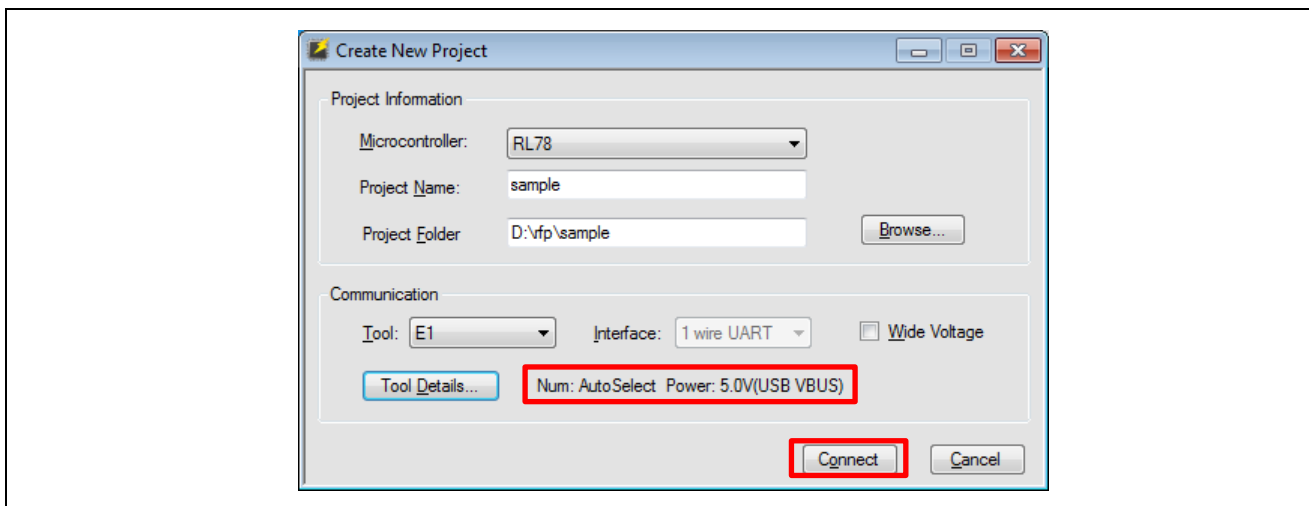 Create New Project
Project Information
Microcontroller: RL78
Project Name: sample
Project Folder D:\rfp\sample Browse...
Communication
Tool: E1 Interface: 1 wire UART Wide Voltage
Tool Details... Num: AutoSelect Power: 5.0V(USB VBUS)
Connect Cancel